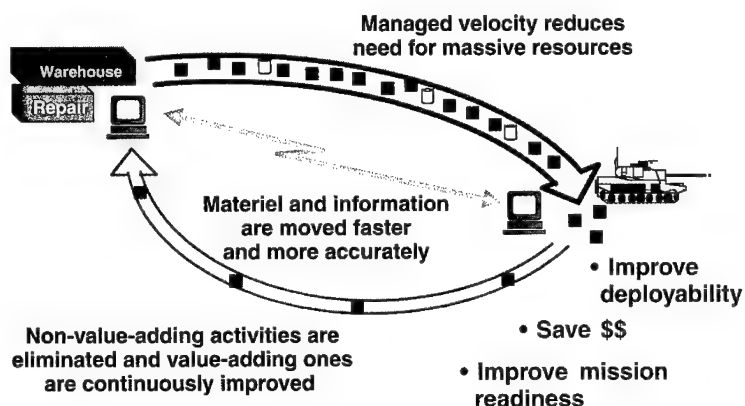 Managed velocity reduces
need for massive resources
Warehouse
Repair
Materiel and information
are moved faster
and more accurately
• Improve
deployability
• Save $$
• Improve mission
readiness
Non-value-adding activities are
eliminated and value-adding ones
are continuously improved